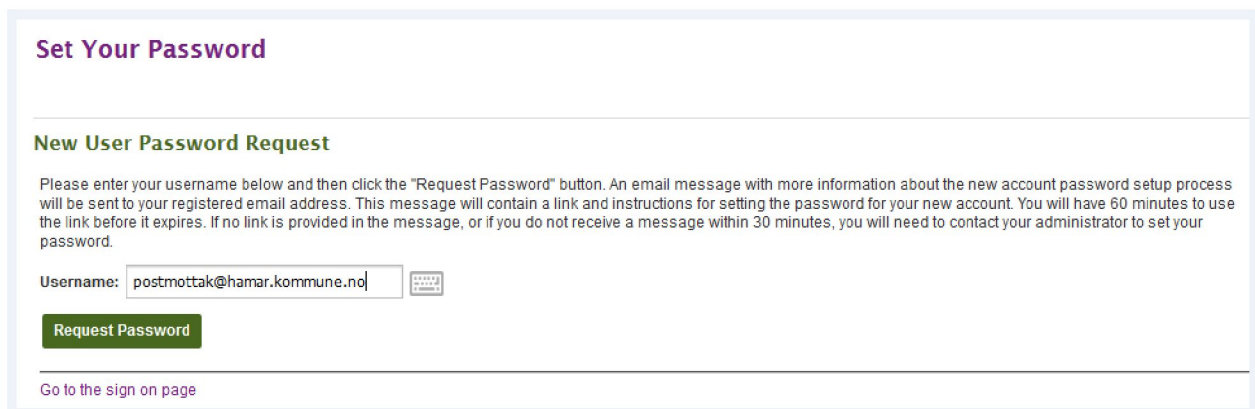 Set Your Password
New User Password Request
Please enter your username below and then click the "Request Password" button. An email message with more information about the new account password setup process
will be sent to your registered email address. This message will contain a link and instructions for setting the password for your new account. You will have 60 minutes to use
the link before it expires. If no link is provided in the message, or if you do not receive a message within 30 minutes, you will need to contact your administrator to set your
password.
Username: postmottak@hamar.kommune.no
Request Password
Go to the sign on page